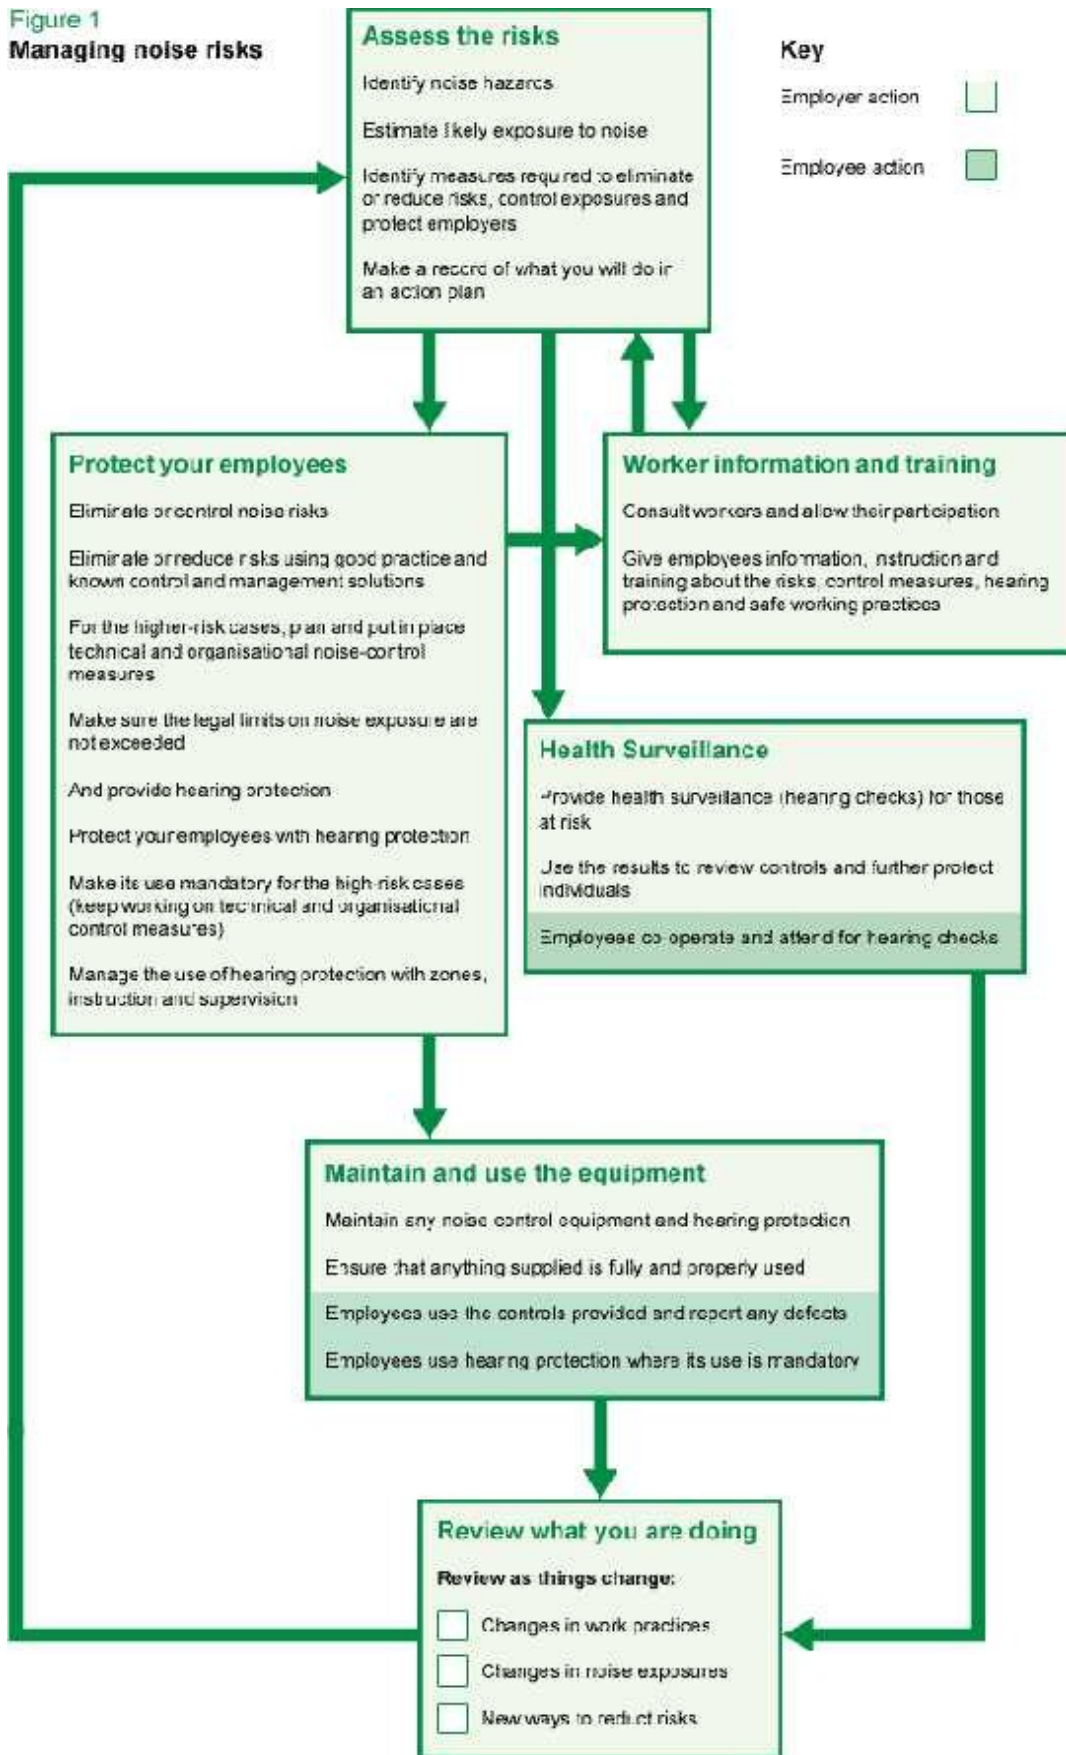 Figure 1
Managing noise risks
Assess the risks
Identify noise hazards
Estimate likely exposure to noise
Identify measures required to eliminate
or reduce risks, control exposures and
protect employers
Make a record of what you will do in
an action plan
Key
Employer action
Employee action
Protect your employees
Eliminate or control noise risks
Eliminate or reduce risks using good practice and
known control and management solutions
For the higher-risk cases, plan and put in place
technical and organisational noise-control
measures
Make sure the legal limits on noise exposure are
not exceeded
And provide hearing protection
Protect your employees with hearing protection
Make its use mandatory for the high-risk cases
(keep working on technical and organisational
control measures)
Manage the use of hearing protection with zones,
instruction and supervision
Worker information and training
Consult workers and allow their participation
Give employees information, instruction and
training about the risks, control measures, hearing
protection and safe working practices
Health Surveillance
Provide health surveillance (hearing checks) for those
at risk
Use the results to review controls and further protect
individuals
Employees co-operate and attend for hearing checks
Maintain and use the equipment
Maintain any noise control equipment and hearing protection
Ensure that anything supplied is fully and properly used
Employees use the controls provided and report any defects
Employees use hearing protection where its use is mandatory
Review what you are doing
Review as things change:
Changes in work practices
Changes in noise exposures
New ways to reduct risks